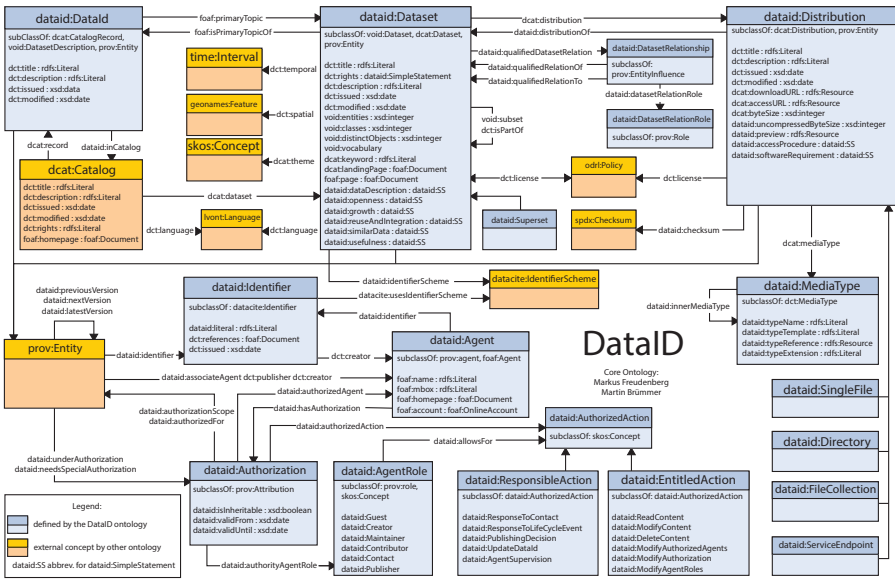 dataid:DataId
subClassOf: dcat:CatalogRecord,
void:DatasetDescription, prov:Entity
dct:title : rdfs:Literal
dct:description : rdfs:Literal
dct:issued : xsd:data
dct:modified : xsd:date
foaf:primaryTopic
foaf:isPrimaryTopicOf
dataid:Dataset
subclassOf: void:Dataset, dcat:Dataset,
prov:Entity
dct:title : rdfs:Literal
dct:rights : dataid:SimpleStatement
dct:description : rdfs:Literal
dct:issued : xsd:date
dct:modified : xsd:date
void:entities : xsd:integer
void:classes : xsd:integer
void:distinctObjects : xsd:integer
void:vocabulary
dcat:keyword : rdfs:Literal
dcat:landingPage : foaf:Document
foaf:page : foaf:Document
dataid:dataDescription : dataid:SS
dataid:openness : dataid:SS
dataid:growth : dataid:SS
dataid:reuseAndIntegration : dataid:SS
dataid:similarData : dataid:SS
dataid:usefulness : dataid:SS
dcat:distribution
dataid:distributionOf
dataid:Distribution
subclassOf: dcat:Distribution, prov:Entity
dct:title : rdfs:Literal
dct:description : rdfs:Literal
dct:issued : xsd:date
dct:modified : xsd:date
dcat:downloadURL : rdfs:Resource
dcat:accessURL : rdfs:Resource
dcat:byteSize : xsd:integer
dataid:uncompressedByteSize : xsd:integer
dataid:preview : rdfs:Resource
dataid:accessProcedure : dataid:SS
dataid:softwareRequirement : dataid:SS
time:Interval
dct:temporal
geonames:Feature
dct:spatial
skos:Concept
dcat:theme
dataid:qualifiedDatasetRelation
dataid:qualifiedRelationOf
dataid:qualifiedRelationTo
dataid:DatasetRelationship
subclassOf:
prov:EntityInfluence
dataid:datasetRelationRole
dataid:DatasetRelationRole
subclassOf: prov:Role
void:subset
dct:isPartOf
dcat:record
dataid:inCatalog
dcat:Catalog
dct:title : rdfs:Literal
dct:description : rdfs:Literal
dct:issued : xsd:date
dct:modified : xsd:date
dct:rights : rdfs:Literal
foaf:homepage : foaf:Document
dcat:dataset
dct:language
lvont:Language
dct:language
dct:license
odrl:Policy
dct:license
dataid:Superset
spdx:Checksum
dataid:checksum
dcat:mediaType
dataid:identifierScheme
datacite:usesIdentifierScheme
datacite:IdentifierScheme
dataid:innerMediaType
dataid:MediaType
subclassOf: dct:MediaType
dataid:typeName : rdfs:Literal
dataid:typeTemplate : rdfs:Literal
dataid:typeReference : rdfs:Resource
dataid:typeExtension : rdfs:Literal
dataid:previousVersion
dataid:nextVersion
dataid:latestVersion
prov:Entity
dataid:identifier
dataid:Identifier
subclassOf : datacite:Identifier
dataid:literal : rdfs:Literal
dct:references : foaf:Document
dct:issued : xsd:date
dataid:identifier
dct:creator
dataid:Agent
subclassOf : prov:agent, foaf:Agent
foaf:name : rdfs:Literal
foaf:mbox : rdfs:Literal
foaf:homepage : foaf:Document
foaf:account : foaf:OnlineAccount
dataid:associateAgent dct:publisher dct:creator
dataid:authorizedAgent
dataid:authorizationScope
dataid:authorizedFor
dataid:hasAuthorization
dataid:authorizedAction
dataid:allowsFor
DataID
Core Ontology:
Markus Freudenberg
Martin Brümmer
dataid:SingleFile
dataid:Directory
dataid:FileCollection
dataid:ServiceEndpoint
dataid:AuthorizedAction
subclassOf: skos:Concept
dataid:underAuthorization
dataid:needsSpecialAuthorization
dataid:Authorization
subclassOf: prov:Attribution
dataid:isInheritable : xsd:boolean
dataid:validFrom : xsd:date
dataid:validUntil : xsd:date
dataid:authorityAgentRole
dataid:AgentRole
subclassOf: prov:role,
skos:Concept
dataid:Guest
dataid:Creator
dataid:Maintainer
dataid:Contributor
dataid:Contact
dataid:Publisher
dataid:ResponsibleAction
subclassOf: dataid:AuthorizedAction
dataid:ResponseToContact
dataid:ResponseToLifeCycleEvent
dataid:PublishingDecision
dataid:UpdateDataId
dataid:AgentSupervision
dataid:EntitledAction
subclassOf: dataid:AuthorizedAction
dataid:ReadContent
dataid:ModifyContent
dataid:DeleteContent
dataid:ModifyAuthorizedAgents
dataid:ModifyAuthorization
dataid:ModifyAgentRoles
Legend:
defined by the DataID ontology
external concept by other ontology
dataid:SS abbrev. for dataid:SimpleStatement